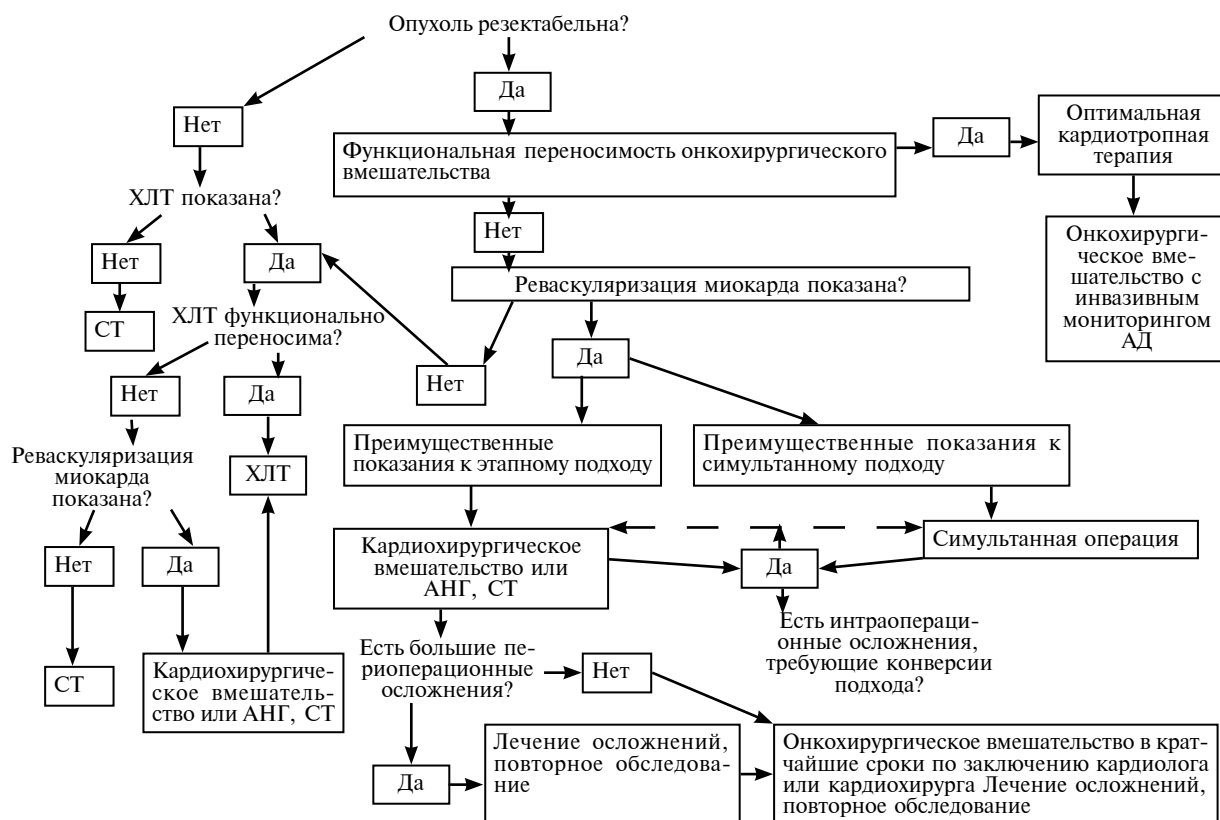 Опухоль резектабельна?
Да
Нет
Функциональная переносимость онкохирургического
вмешательства
Да
Оптимальная
кардиотропная
терапия
ХЛТ показана?
Нет
Онкохирурги-
ческое вме-
шательство с
инвазивным
мониторингом
АД
Нет
Да
Реваскуляризация миокарда показана?
СТ
ХЛТ функционально
переносима?
Да
Нет
Нет
Да
Преимущественные
показания к этапному подходу
Преимущественные показания к
симультанному подходу
Реваскуляризация
миокарда
показана?
ХЛТ
Кардиохирургическое
вмешательство или
АНГ, СТ
Симультанная операция
Нет
Да
Да
Есть интраопераци-
онные осложнения,
требующие конверсии
подхода?
Есть большие пе-
риоперационные
осложнения?
Нет
СТ
Кардиохирургиче-
ское вмешатель-
ство или АНГ, СТ
Да
Лечение осложнений,
повторное обследова-
ние
Онкохирургическое вмешательство в крат-
чайшие сроки по заключению кардиолога
или кардиохирурга Лечение осложнений,
повторное обследование